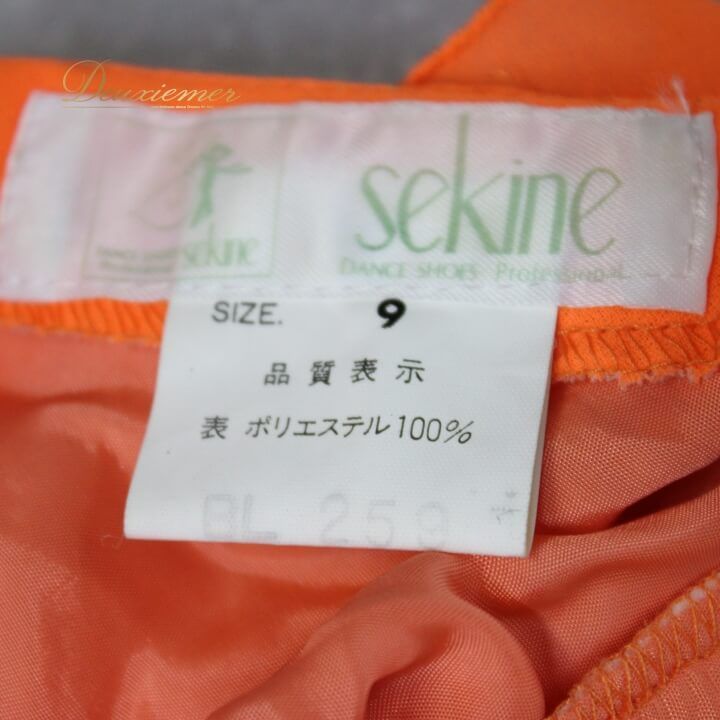 Deuxiemer
sekine
sekine
DANCE SHOES Professional
SIZE. 9
品質表示
表 ポリエステル100%
BL 259